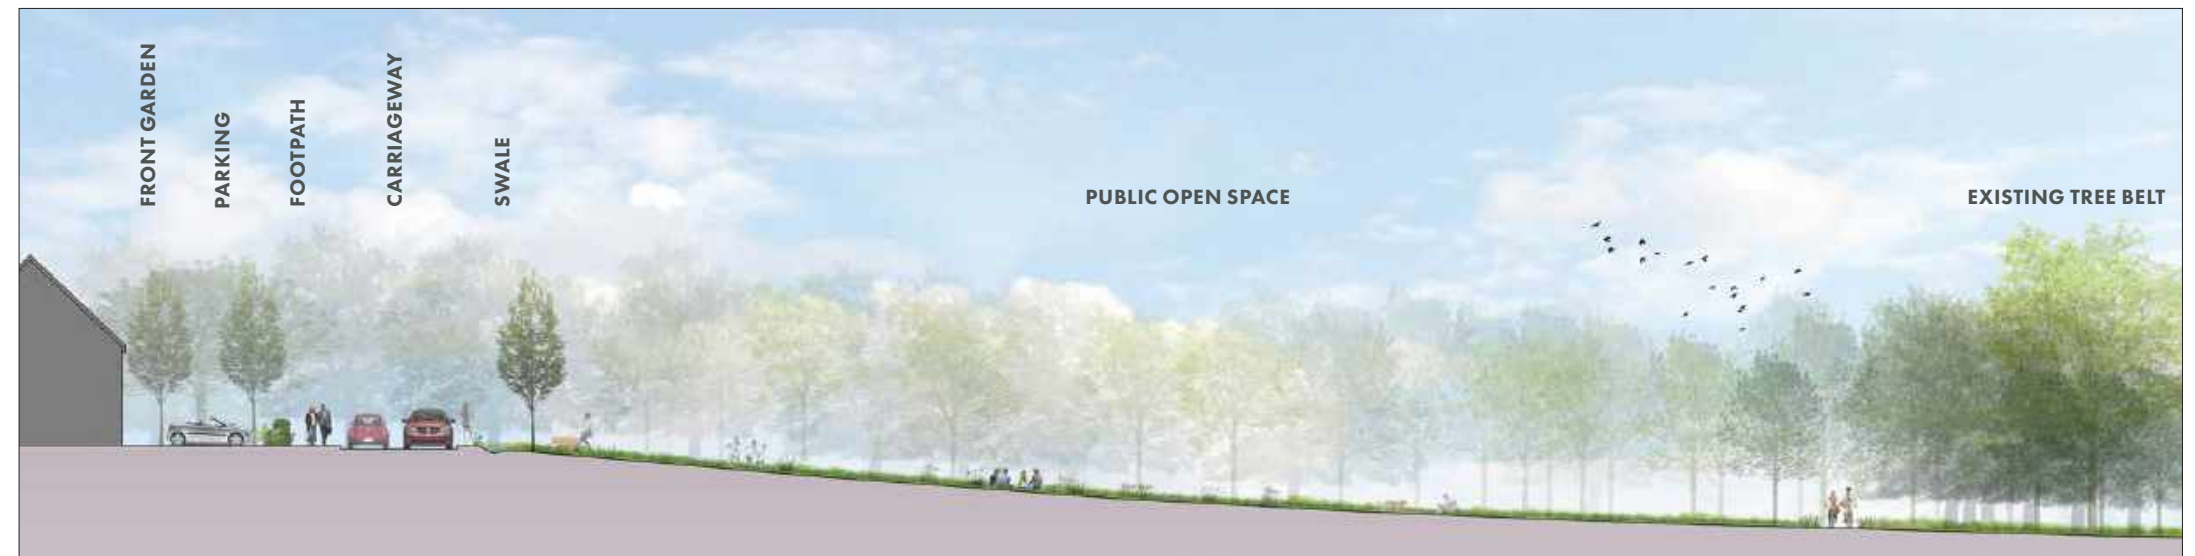 FRONT GARDEN
PARKING
FOOTPATH
CARRIAGEWAY
SWALE
PUBLIC OPEN SPACE
EXISTING TREE BELT